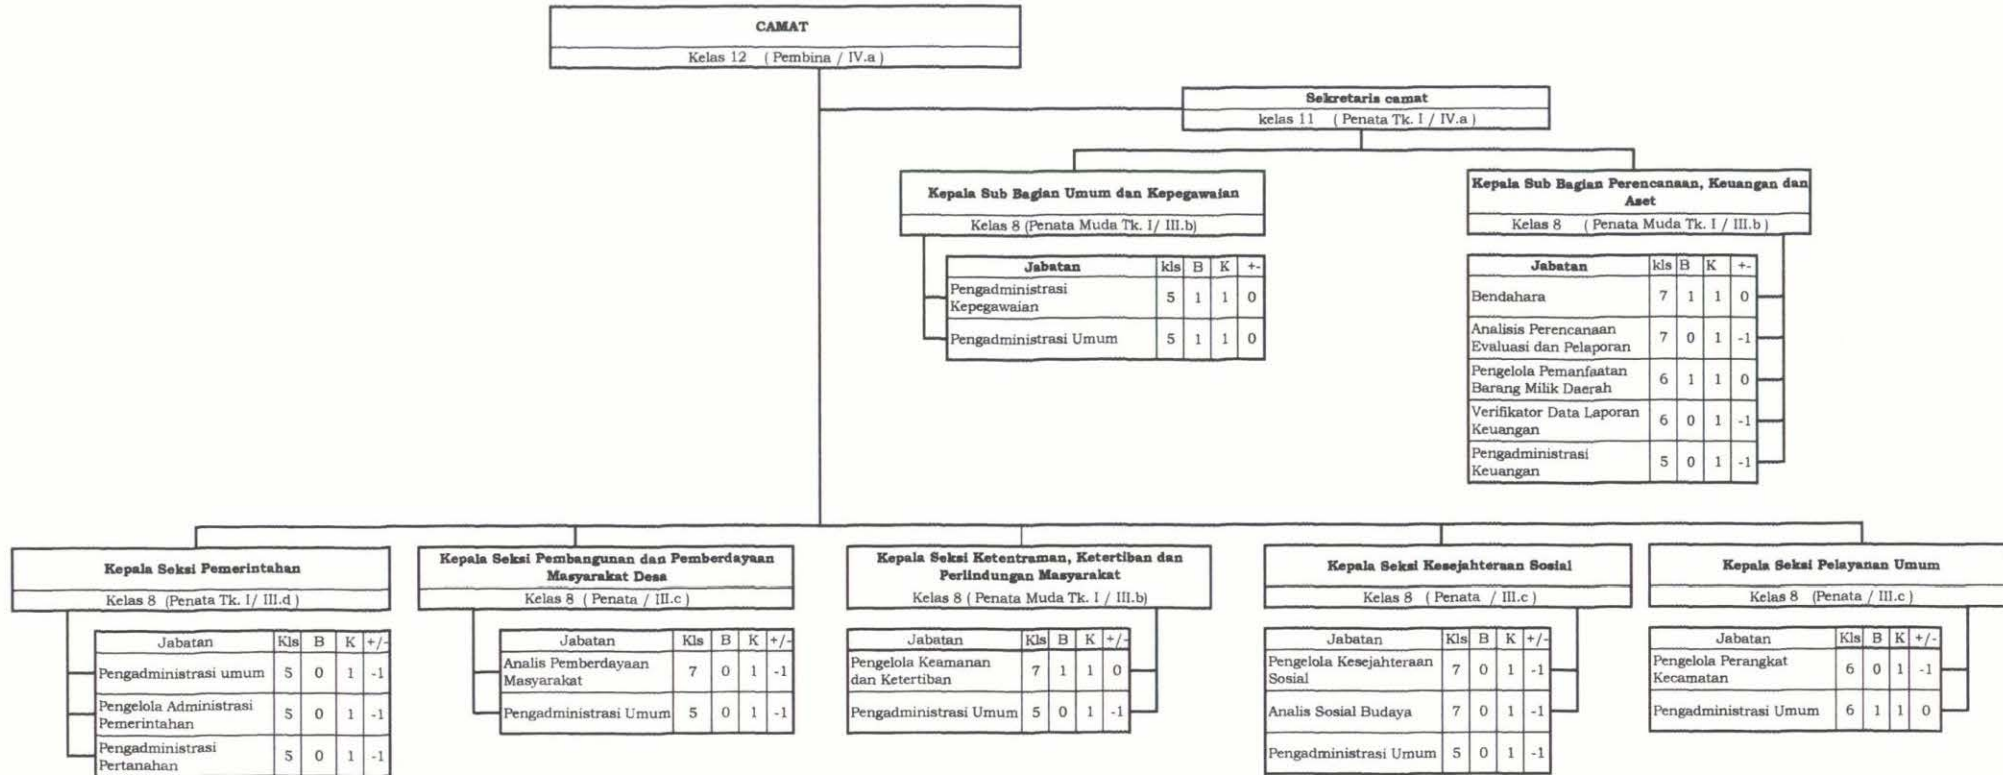 CAMAT
Kelas 12 ( Pembina / IV.a )
Sekretaris camat
kelas 11 ( Penata Tk. I / IV.a )
Kepala Sub Bagian Umum dan Kepegawaian
Kelas 8 (Penata Muda Tk. I/ III.b)
Jabatan kls B K +-
Pengadministrasi
Kepegawaian 5 1 1 0
Pengadministrasi Umum 5 1 1 0
Kepala Sub Bagian Perencanaan, Keuangan dan
Aset
Kelas 8 ( Penata Muda Tk. I / III.b )
Jabatan kls B K +-
Bendahara 7 1 1 0
Analisis Perencanaan
Evaluasi dan Pelaporan 7 0 1 -1
Pengelola Pemanfaatan
Barang Milik Daerah 6 1 1 0
Verifikator Data Laporan
Keuangan 6 0 1 -1
Pengadministrasi
Keuangan 5 0 1 -1
Kepala Seksi Pemerintahan
Kelas 8 (Penata Tk. I/ III.d )
Jabatan Kls B K +/-
Pengadministrasi umum 5 0 1 -1
Pengelola Administrasi
Pemerintahan 5 0 1 -1
Pengadministrasi
Pertanahan 5 0 1 -1
Kepala Seksi Pembangunan dan Pemberdayaan
Masyarakat Desa
Kelas 8 ( Penata / III.c )
Jabatan Kls B K +/-
Analis Pemberdayaan
Masyarakat 7 0 1 -1
Pengadministrasi Umum 5 0 1 -1
Kepala Seksi Ketentraman, Ketertiban dan
Perlindungan Masyarakat
Kelas 8 ( Penata Muda Tk. I / III.b)
Jabatan Kls B K +/-
Pengelola Keamanan
dan Ketertiban 7 1 1 0
Pengadministrasi Umum 5 0 1 -1
Kepala Seksi Kesejahteraan Sosial
Kelas 8 ( Penata / III.c )
Jabatan Kls B K +/-
Pengelola Kesejahteraan
Sosial 7 0 1 -1
Analis Sosial Budaya 7 0 1 -1
Pengadministrasi Umum 5 0 1 -1
Kepala Seksi Pelayanan Umum
Kelas 8 (Penata / III.c )
Jabatan Kls B K +/-
Pengelola Perangkat
Kecamatan 6 0 1 -1
Pengadministrasi Umum 6 1 1 0